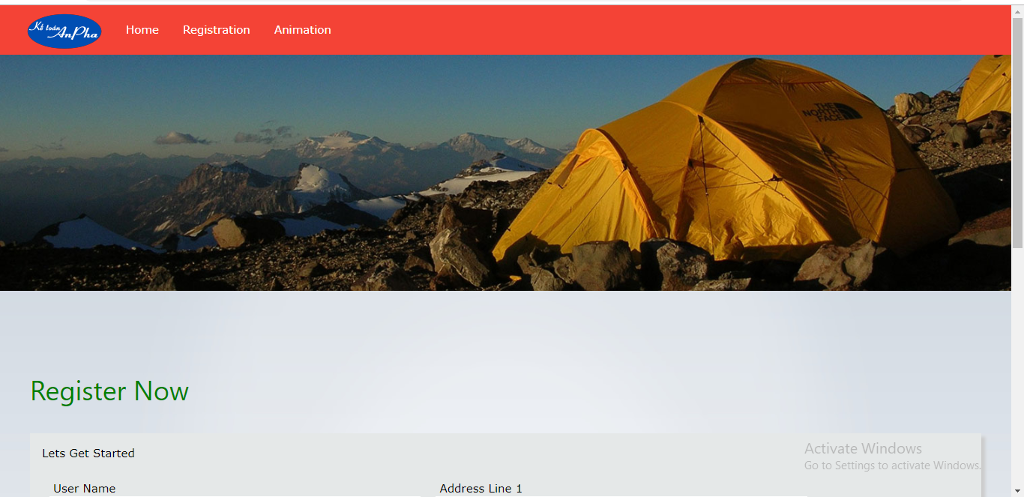 Kế toán
AnPha
Home Registration Animation
THE
NORTH
FACE
Register Now
Lets Get Started
Activate Windows
Go to Settings to activate Windows.
User Name Address Line 1